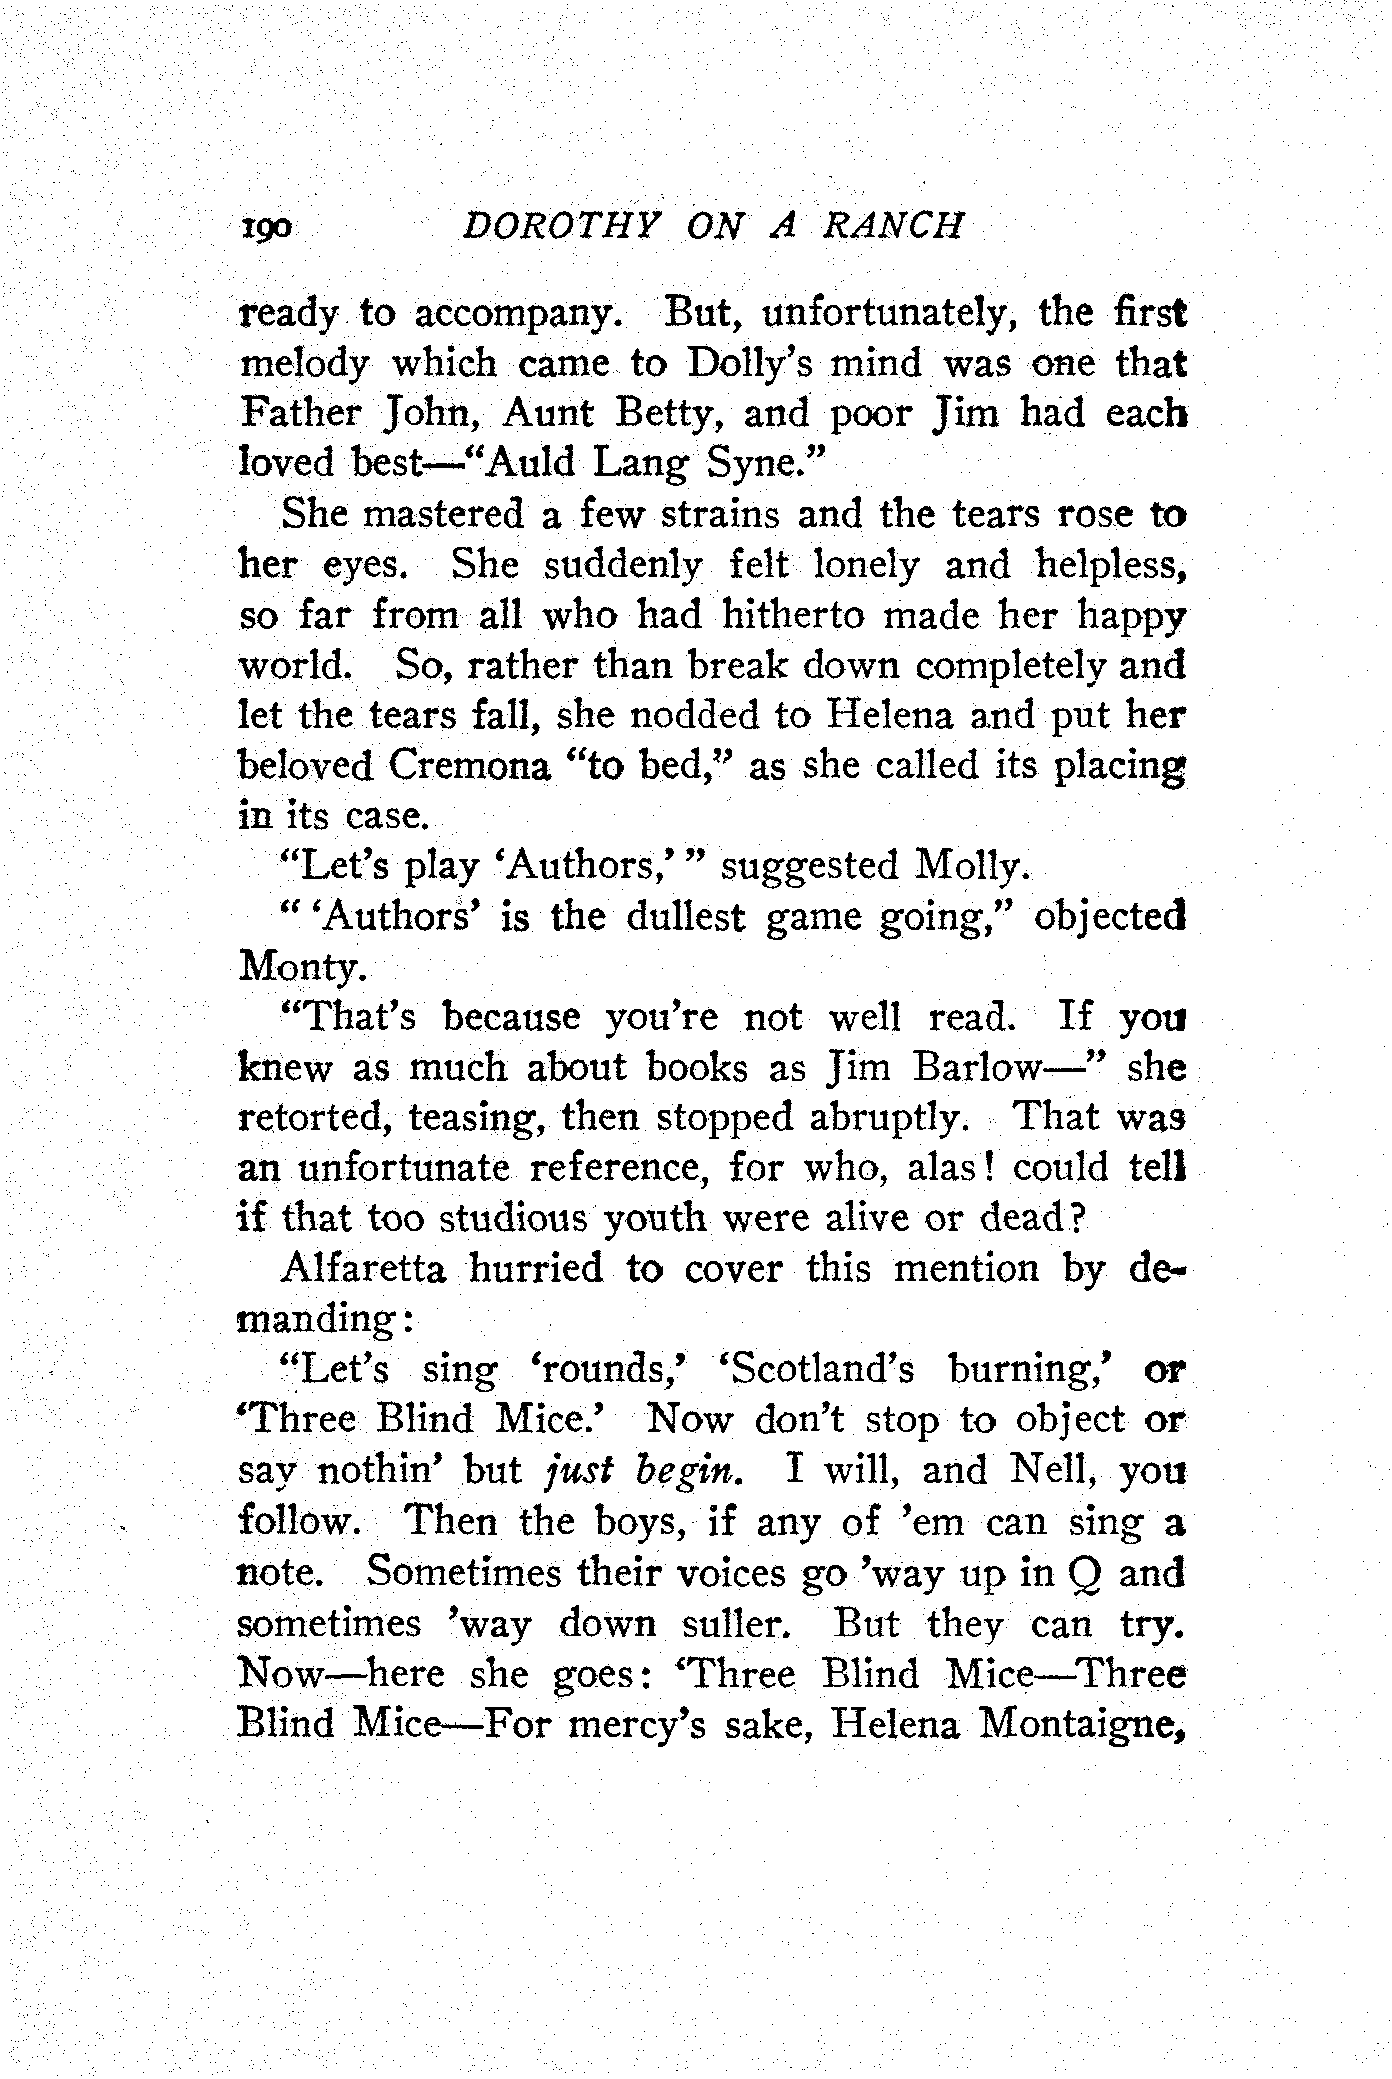 190 DOROTHY ON A RANCH
ready to accompany. But, unfortunately, the first
melody which came to Dolly's mind was one that
Father John, Aunt Betty, and poor Jim had each
loved best—“Auld Lang Syne.”
She mastered a few strains and the tears rose to
her eyes. She suddenly felt lonely and helpless,
so far from all who had hitherto made her happy
world. So, rather than break down completely and
let the tears fall, she nodded to Helena and put her
beloved Cremona “to bed,” as she called its placing
in its case.
“Let's play ‘Authors,’ ” suggested Molly.
“ ‘Authors’ is the dullest game going,” objected
Monty.
“That's because you're not well read. If you
knew as much about books as Jim Barlow—” she
retorted, teasing, then stopped abruptly. That was
an unfortunate reference, for who, alas! could tell
if that too studious youth were alive or dead?
Alfaretta hurried to cover this mention by de-
manding:
“Let's sing ‘rounds,’ ‘Scotland's burning,’ or
‘Three Blind Mice.’ Now don't stop to object or
say nothin' but just begin. I will, and Nell, you
follow. Then the boys, if any of 'em can sing a
note. Sometimes their voices go 'way up in Q and
sometimes 'way down suller. But they can try.
Now—here she goes: ‘Three Blind Mice—Three
Blind Mice—For mercy's sake, Helena Montaigne,